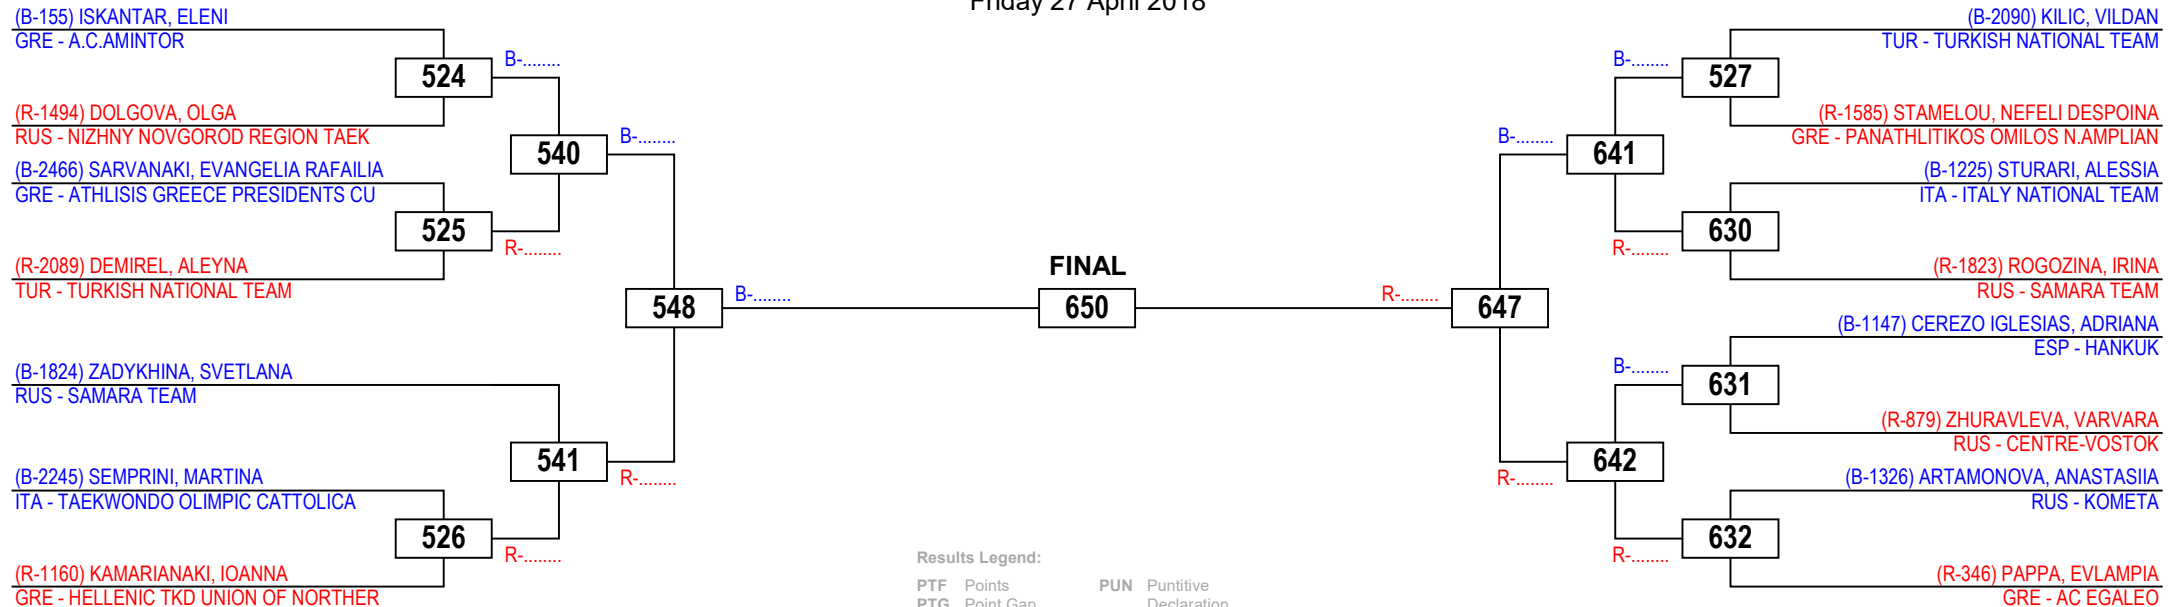 Friday 27 April 2018
(B-155) ISKANTAR, ELENI
GRE - A.C.AMINTOR
524
B-........
(R-1494) DOLGOVA, OLGA
RUS - NIZHNY NOVGOROD REGION TAEK
540
B-........
(B-2466) SARVANAKI, EVANGELIA RAFAILIA
GRE - ATHLISIS GREECE PRESIDENTS CU
525
R-........
(R-2089) DEMIREL, ALEYNA
TUR - TURKISH NATIONAL TEAM
548
B-........
(B-1824) ZADYKHINA, SVETLANA
RUS - SAMARA TEAM
541
R-........
(B-2245) SEMPRINI, MARTINA
ITA - TAEKWONDO OLIMPIC CATTOLICA
526
R-........
(R-1160) KAMARIANAKI, IOANNA
GRE - HELLENIC TKD UNION OF NORTHER
FINAL
650
(B-2090) KILIC, VILDAN
TUR - TURKISH NATIONAL TEAM
B-........
527
(R-1585) STAMELOU, NEFELI DESPOINA
GRE - PANATHLITIKOS OMILOS N.AMPLIAN
B-........
641
(B-1225) STURARI, ALESSIA
ITA - ITALY NATIONAL TEAM
R-........
630
(R-1823) ROGOZINA, IRINA
RUS - SAMARA TEAM
R-........
647
(B-1147) CEREZO IGLESIAS, ADRIANA
ESP - HANKUK
B-........
631
(R-879) ZHURAVLEVA, VARVARA
RUS - CENTRE-VOSTOK
R-........
642
(B-1326) ARTAMONOVA, ANASTASIIA
RUS - KOMETA
R-........
632
(R-346) PAPPA, EVLAMPIA
GRE - AC EGALEO
Results Legend:
PTF Points
PUN Puntitive
PTG Point Gap
Declaration